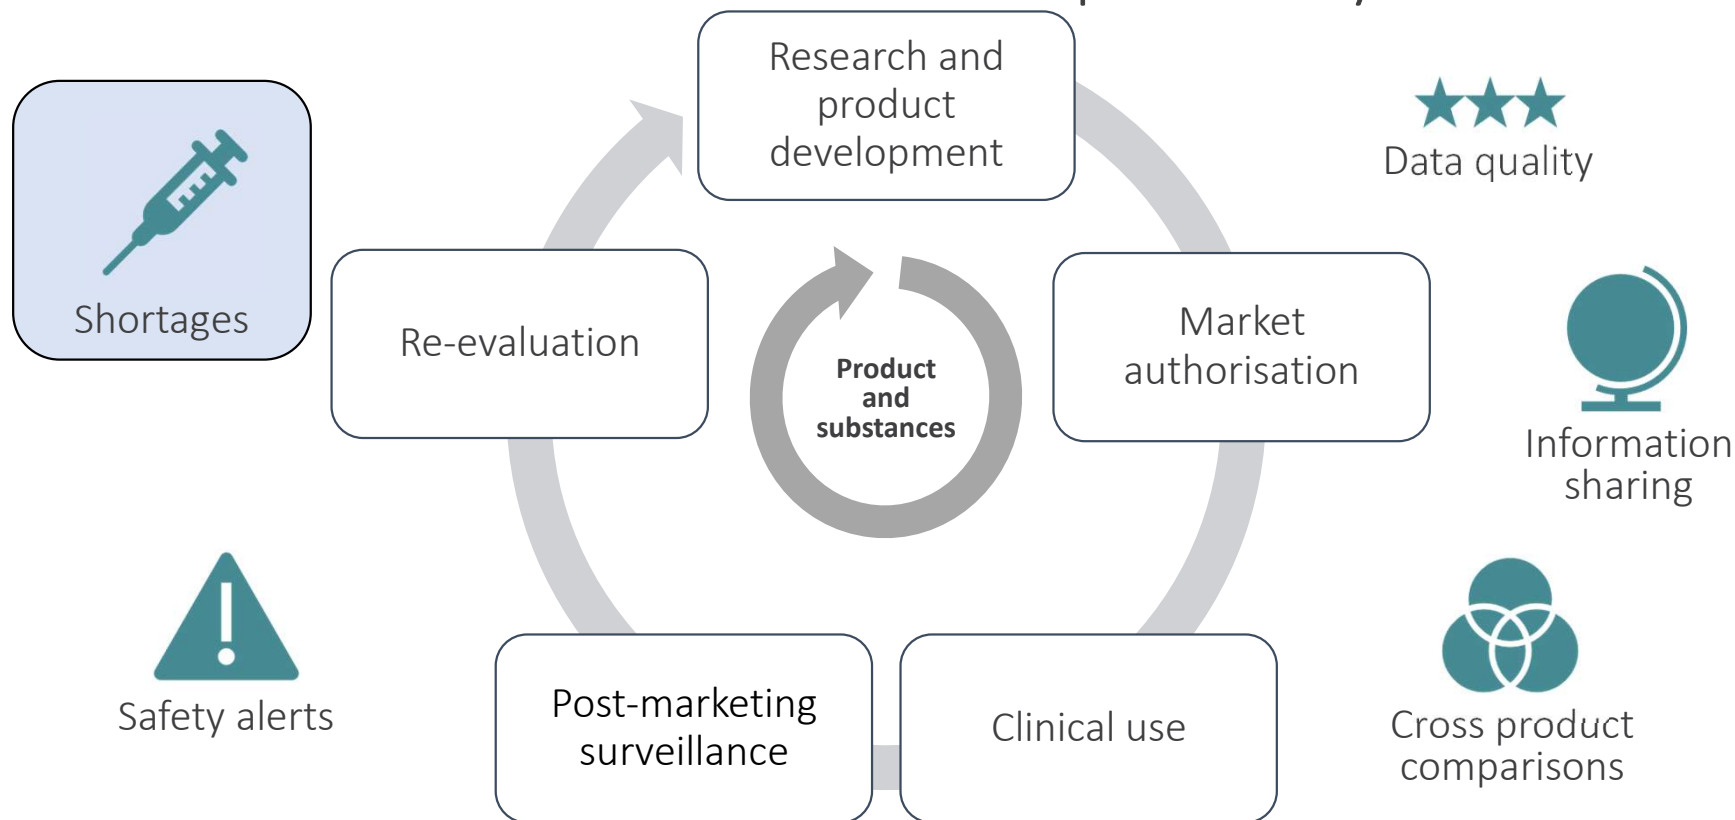 Research and
product
development
Data quality
Shortages
Re-evaluation
Market
authorisation
Product
and
substances
Information
sharing
Safety alerts
Post-marketing
surveillance
Clinical use
Cross product
comparisons